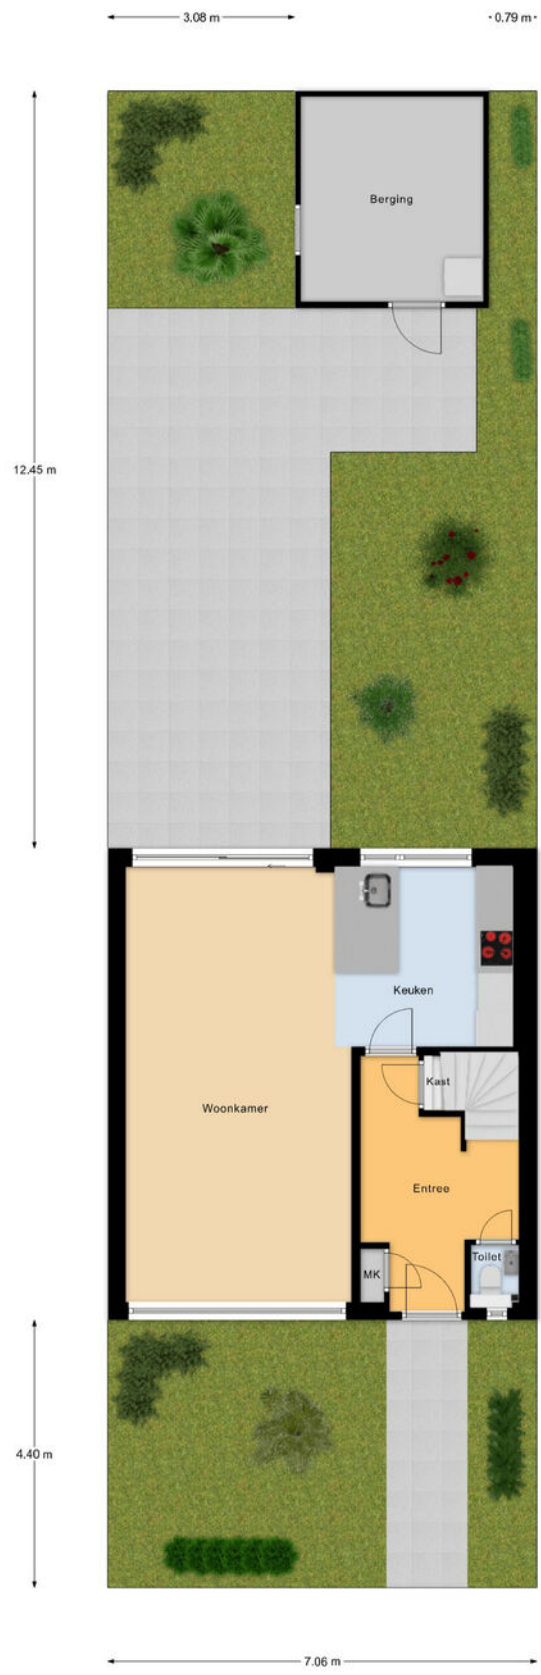 3.08 m
0.79 m
Berging
12.45 m
Keuken
Kast
Woonkamer
Entree
Toilet
MK
4.40 m
7.06 m